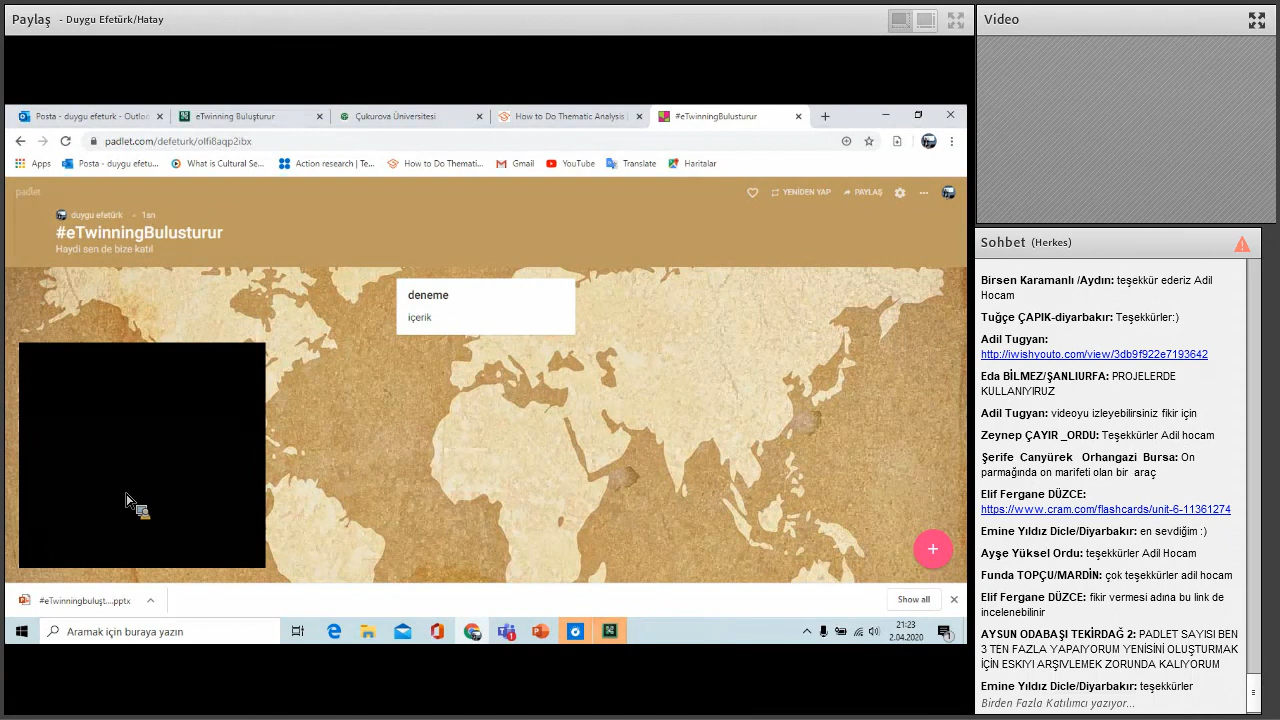 Paylaş - Duygu Efetürk/Hatay
Posta - duygu efeturk - Outloo
eTwinning Buluşturur
Çukurova Üniversitesi
How to Do Thematic Analysis |
#eTwinningBulusturur
padlet.com/defeturk/olfi8aqp2ibx
Apps
Posta - duygu efetu...
What is Cultural Se...
Action research | Te...
How to Do Themati...
Gmail
YouTube
Translate
Haritalar
padlet
YENİDEN YAP
PAYLAŞ
duygu efetürk • 1sn
#eTwinningBulusturur
Haydi sen de bize katıl
deneme
içerik
#eTwinningbuluşt....pptx
Show all
Aramak için buraya yazın
21:23
2.04.2020
1
Video
Sohbet (Herkes)
Birsen Karamanlı /Aydın: teşekkür ederiz Adil
Hocam
Tuğçe ÇAPIK-diyarbakır: Teşekkürler:)
Adil Tugyan:
http://iwishyouto.com/view/3db9f922e7193642
Eda BİLMEZ/ŞANLIURFA: PROJELERDE
KULLANIYIRUZ
Adil Tugyan: videoyu izleyebilirsiniz fikir için
Zeynep ÇAYIR _ORDU: Teşekkürler Adil hocam
Şerife Canyürek Orhangazi Bursa: On
parmağında on marifeti olan bir araç
Elif Fergane DÜZCE:
https://www.cram.com/flashcards/unit-6-11361274
Emine Yıldız Dicle/Diyarbakır: en sevdiğim :)
Ayşe Yüksel Ordu: teşekkürler Adil Hocam
Funda TOPÇU/MARDİN: çok teşekkürler adil hocam
Elif Fergane DÜZCE: fikir vermesi adına bu link de
incelenebilinir
AYSUN ODABAŞI TEKİRDAĞ 2: PADLET SAYISI BEN
3 TEN FAZLA YAPAIYORUM YENISINI OLUŞTURMAK
İÇİN ESKIYI ARŞIVLEMEK ZORUNDA KALIYORUM
Emine Yıldız Dicle/Diyarbakır: teşekkürler
Birden Fazla Katılımcı yazıyor...